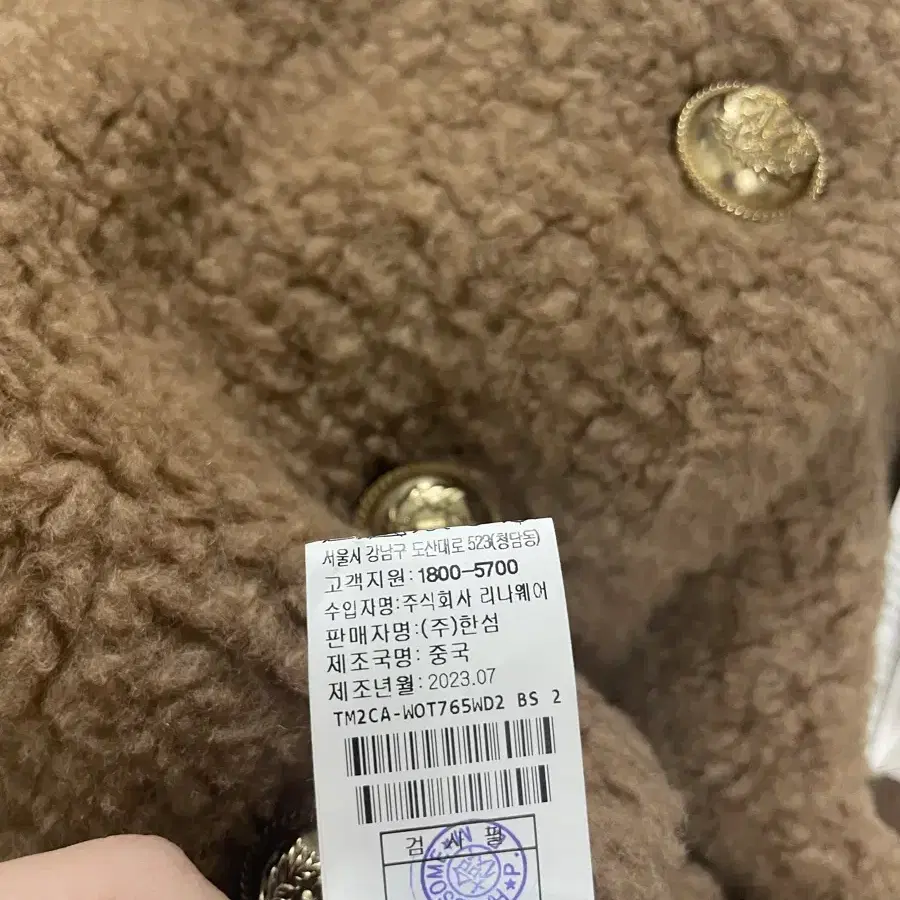 서울시 강남구 도산대로 523(청담동)
고객지원: 1800-5700
수입자명:주식회사 리나웨어
판매자명:(주)한섬
제조국명: 중국
제조년월: 2023.07
TM2CA-WOT765WD2 BS 2
검 사 필